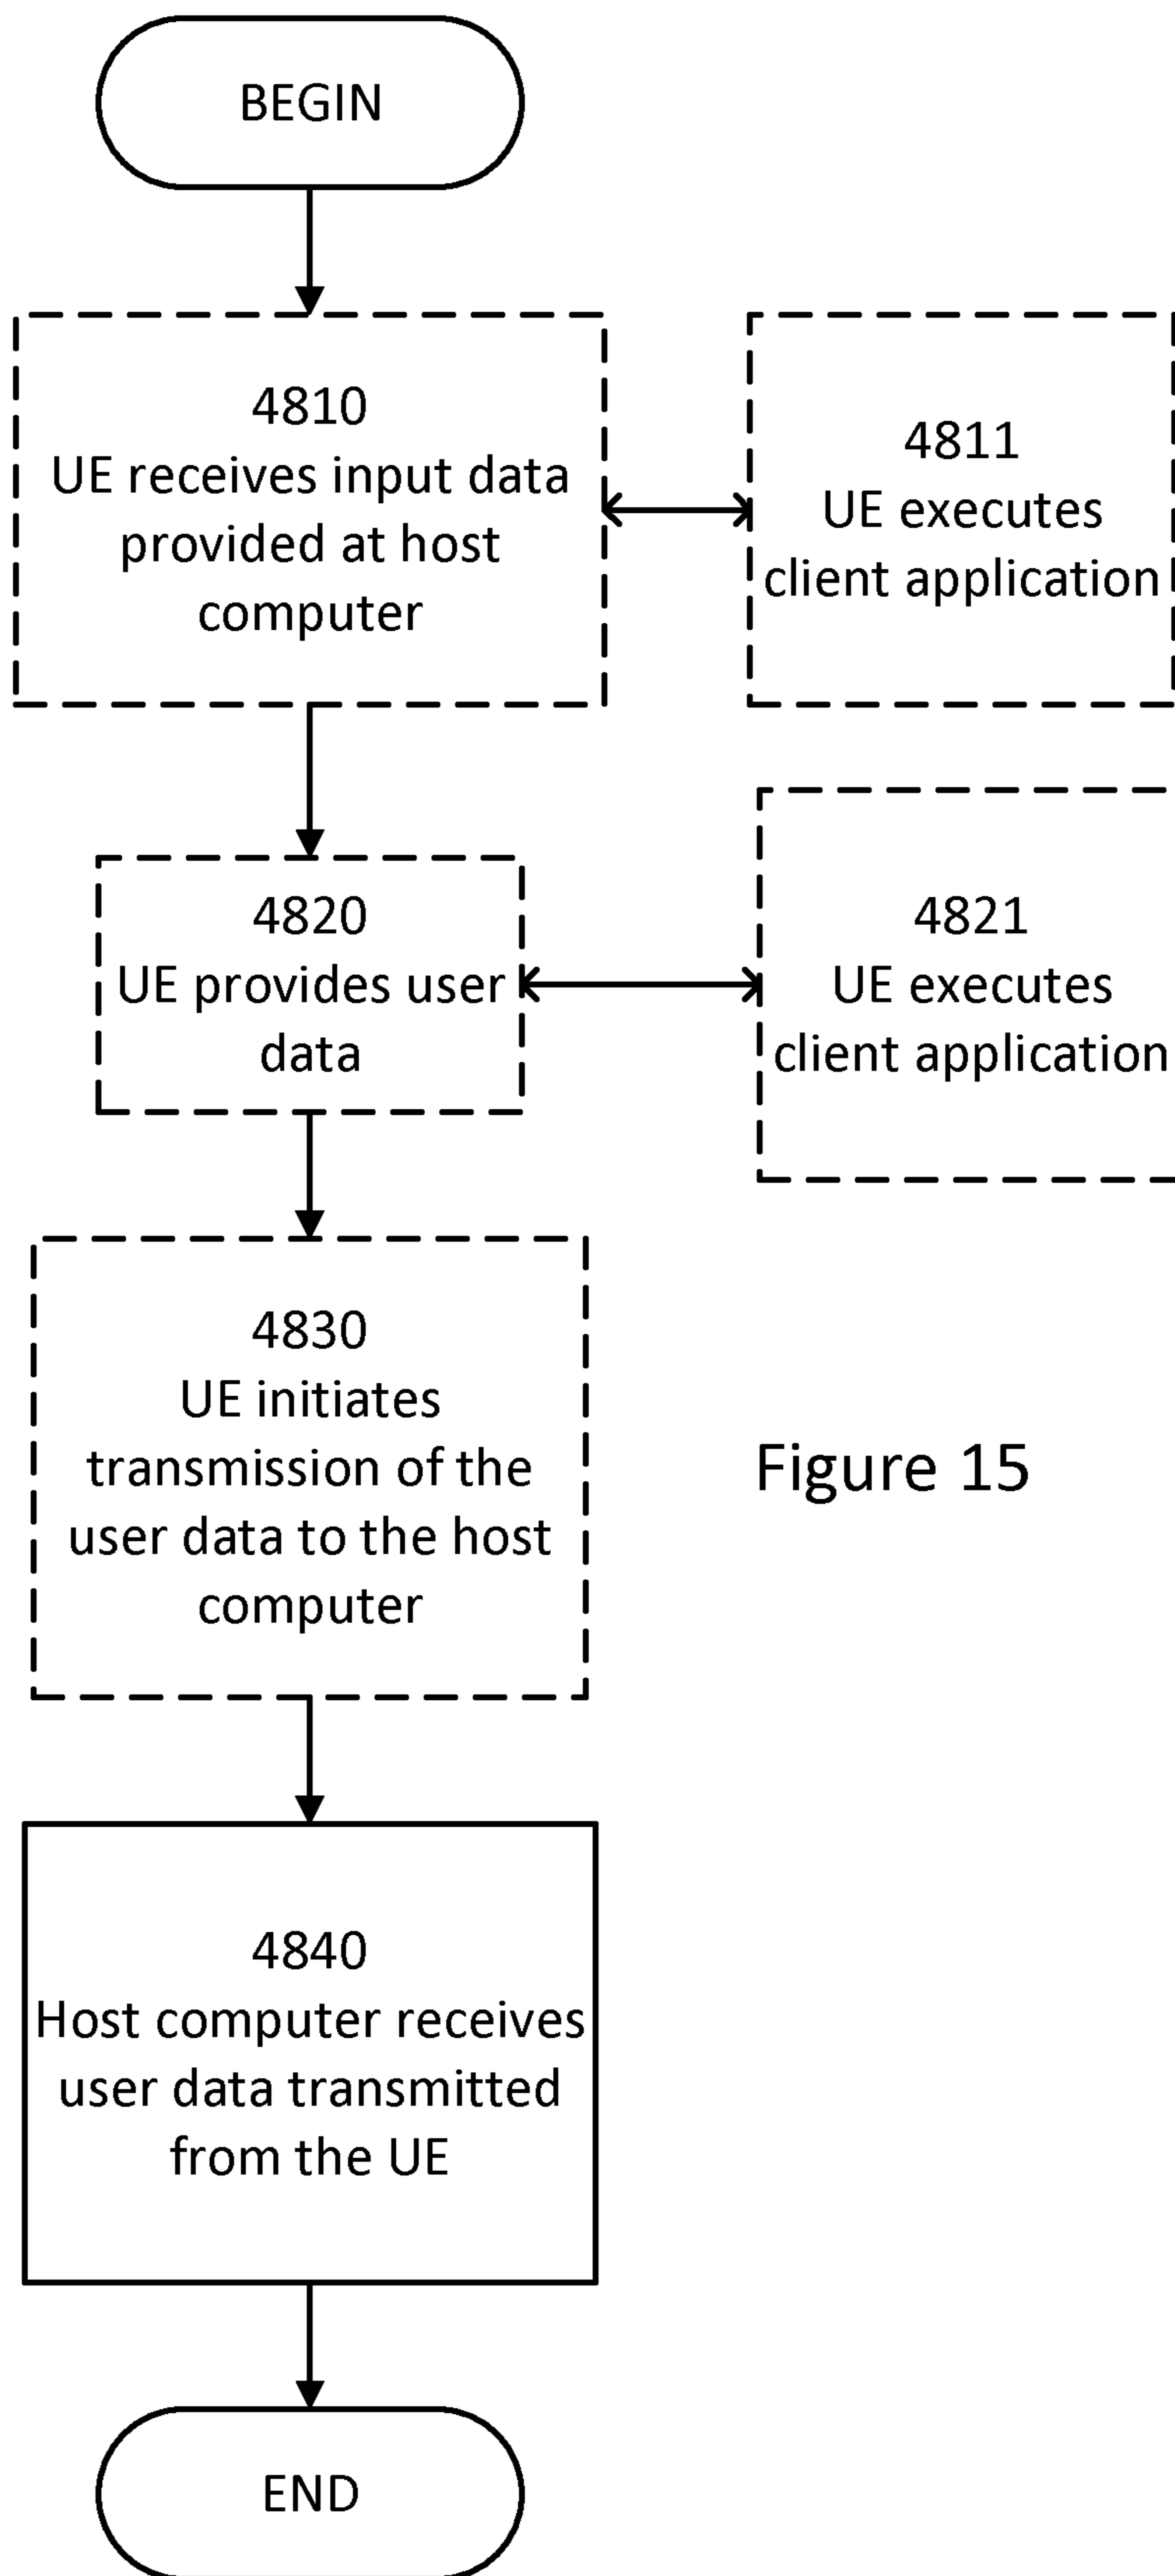 BEGIN
4810
UE receives input data
provided at host
computer
4811
UE executes
client application
4820
UE provides user
data
4821
UE executes
client application
4830
UE initiates
transmission of the
user data to the host
computer
Figure 15
4840
Host computer receives
user data transmitted
from the UE
END